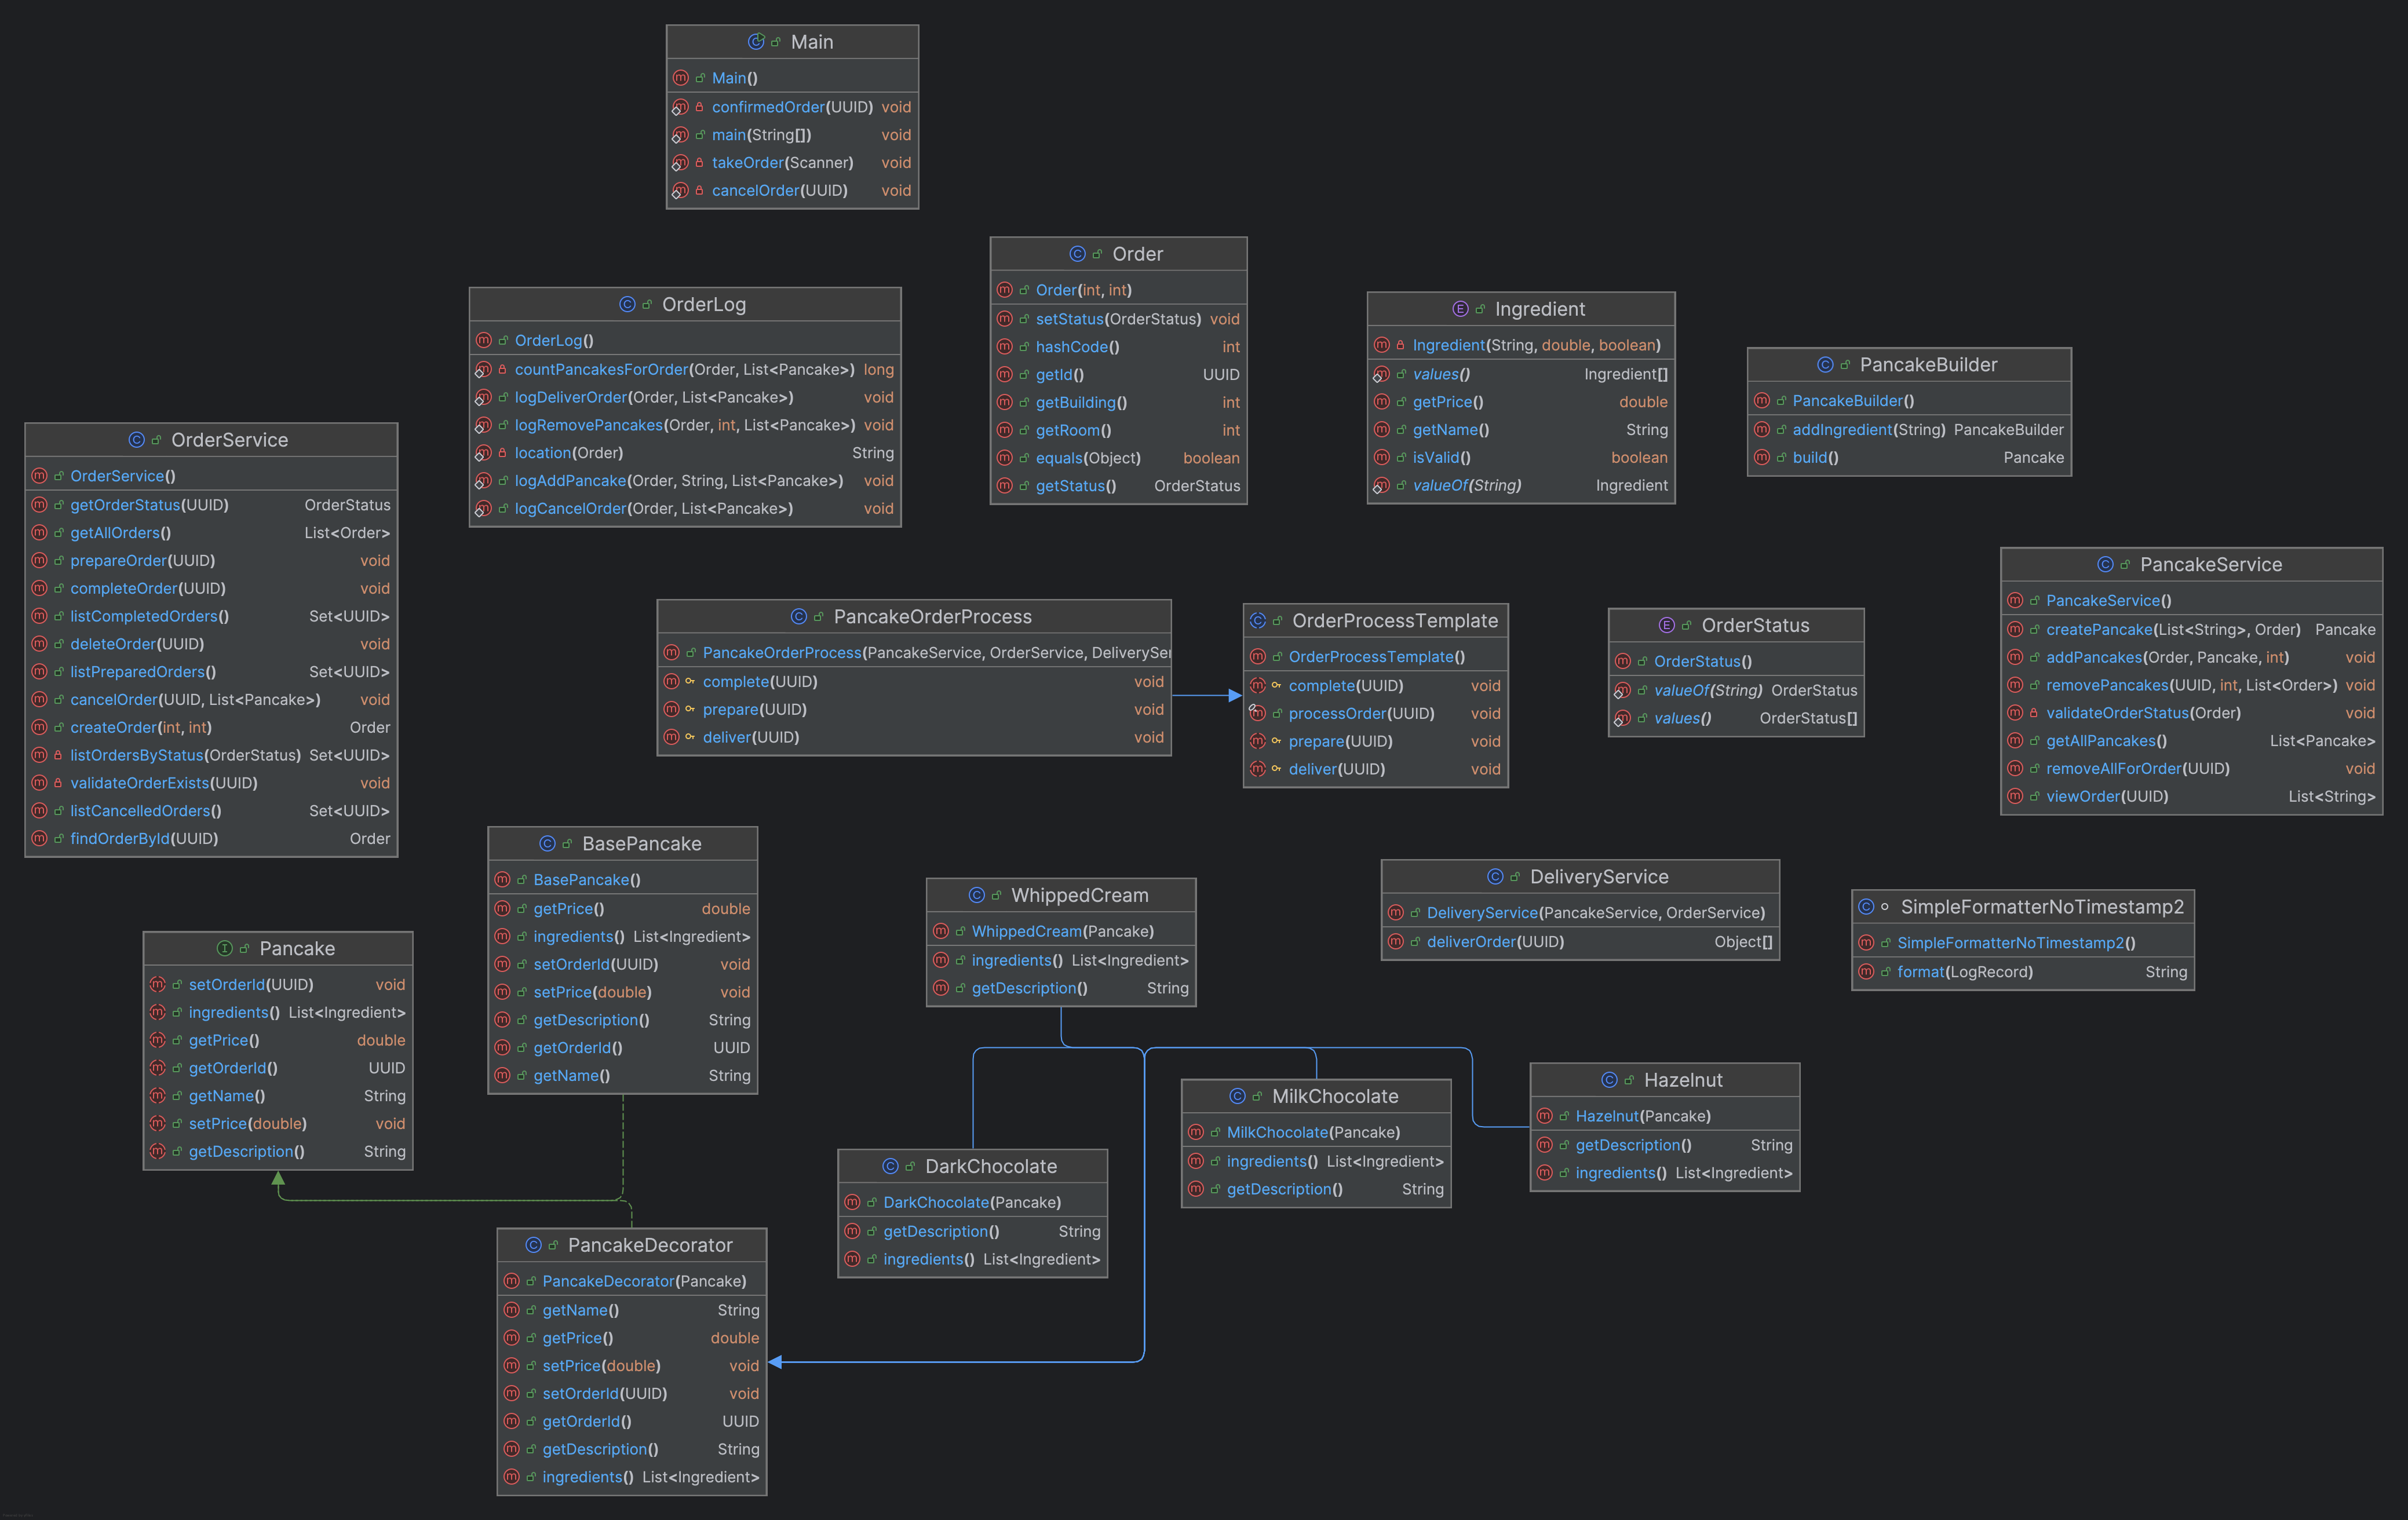 Main
Main()
confirmedOrder(UUID) void
main(String[]) void
takeOrder(Scanner) void
cancelOrder(UUID) void
Order
Order(int, int)
setStatus(OrderStatus) void
hashCode() int
getId() UUID
getBuilding() int
getRoom() int
equals(Object) boolean
getStatus() OrderStatus
OrderLog
OrderLog()
countPancakesForOrder(Order, List<Pancake>) long
logDeliverOrder(Order, List<Pancake>) void
logRemovePancakes(Order, int, List<Pancake>) void
location(Order) String
logAddPancake(Order, String, List<Pancake>) void
logCancelOrder(Order, List<Pancake>) void
Ingredient
Ingredient(String, double, boolean)
values() Ingredient[]
getPrice() double
getName() String
isValid() boolean
valueOf(String) Ingredient
PancakeBuilder
PancakeBuilder()
addIngredient(String) PancakeBuilder
build() Pancake
OrderService
OrderService()
getOrderStatus(UUID) OrderStatus
getAllOrders() List<Order>
prepareOrder(UUID) void
completeOrder(UUID) void
listCompletedOrders() Set<UUID>
deleteOrder(UUID) void
listPreparedOrders() Set<UUID>
cancelOrder(UUID, List<Pancake>) void
createOrder(int, int) Order
listOrdersByStatus(OrderStatus) Set<UUID>
validateOrderExists(UUID) void
listCancelledOrders() Set<UUID>
findOrderById(UUID) Order
PancakeOrderProcess
PancakeOrderProcess(PancakeService, OrderService, DeliverySer
complete(UUID) void
prepare(UUID) void
deliver(UUID) void
OrderProcessTemplate
OrderProcessTemplate()
complete(UUID) void
processOrder(UUID) void
prepare(UUID) void
deliver(UUID) void
OrderStatus
OrderStatus()
valueOf(String) OrderStatus
values() OrderStatus[]
PancakeService
PancakeService()
createPancake(List<String>, Order) Pancake
addPancakes(Order, Pancake, int) void
removePancakes(UUID, int, List<Order>) void
validateOrderStatus(Order) void
getAllPancakes() List<Pancake>
removeAllForOrder(UUID) void
viewOrder(UUID) List<String>
BasePancake
BasePancake()
getPrice() double
ingredients() List<Ingredient>
setOrderId(UUID) void
setPrice(double) void
getDescription() String
getOrderId() UUID
getName() String
WhippedCream
WhippedCream(Pancake)
ingredients() List<Ingredient>
getDescription() String
DeliveryService
DeliveryService(PancakeService, OrderService)
deliverOrder(UUID) Object[]
SimpleFormatterNoTimestamp2
SimpleFormatterNoTimestamp2()
format(LogRecord) String
Pancake
setOrderId(UUID) void
ingredients() List<Ingredient>
getPrice() double
getOrderId() UUID
getName() String
setPrice(double) void
getDescription() String
MilkChocolate
MilkChocolate(Pancake)
ingredients() List<Ingredient>
getDescription() String
Hazelnut
Hazelnut(Pancake)
getDescription() String
ingredients() List<Ingredient>
DarkChocolate
DarkChocolate(Pancake)
getDescription() String
ingredients() List<Ingredient>
PancakeDecorator
PancakeDecorator(Pancake)
getName() String
getPrice() double
setPrice(double) void
setOrderId(UUID) void
getOrderId() UUID
getDescription() String
ingredients() List<Ingredient>